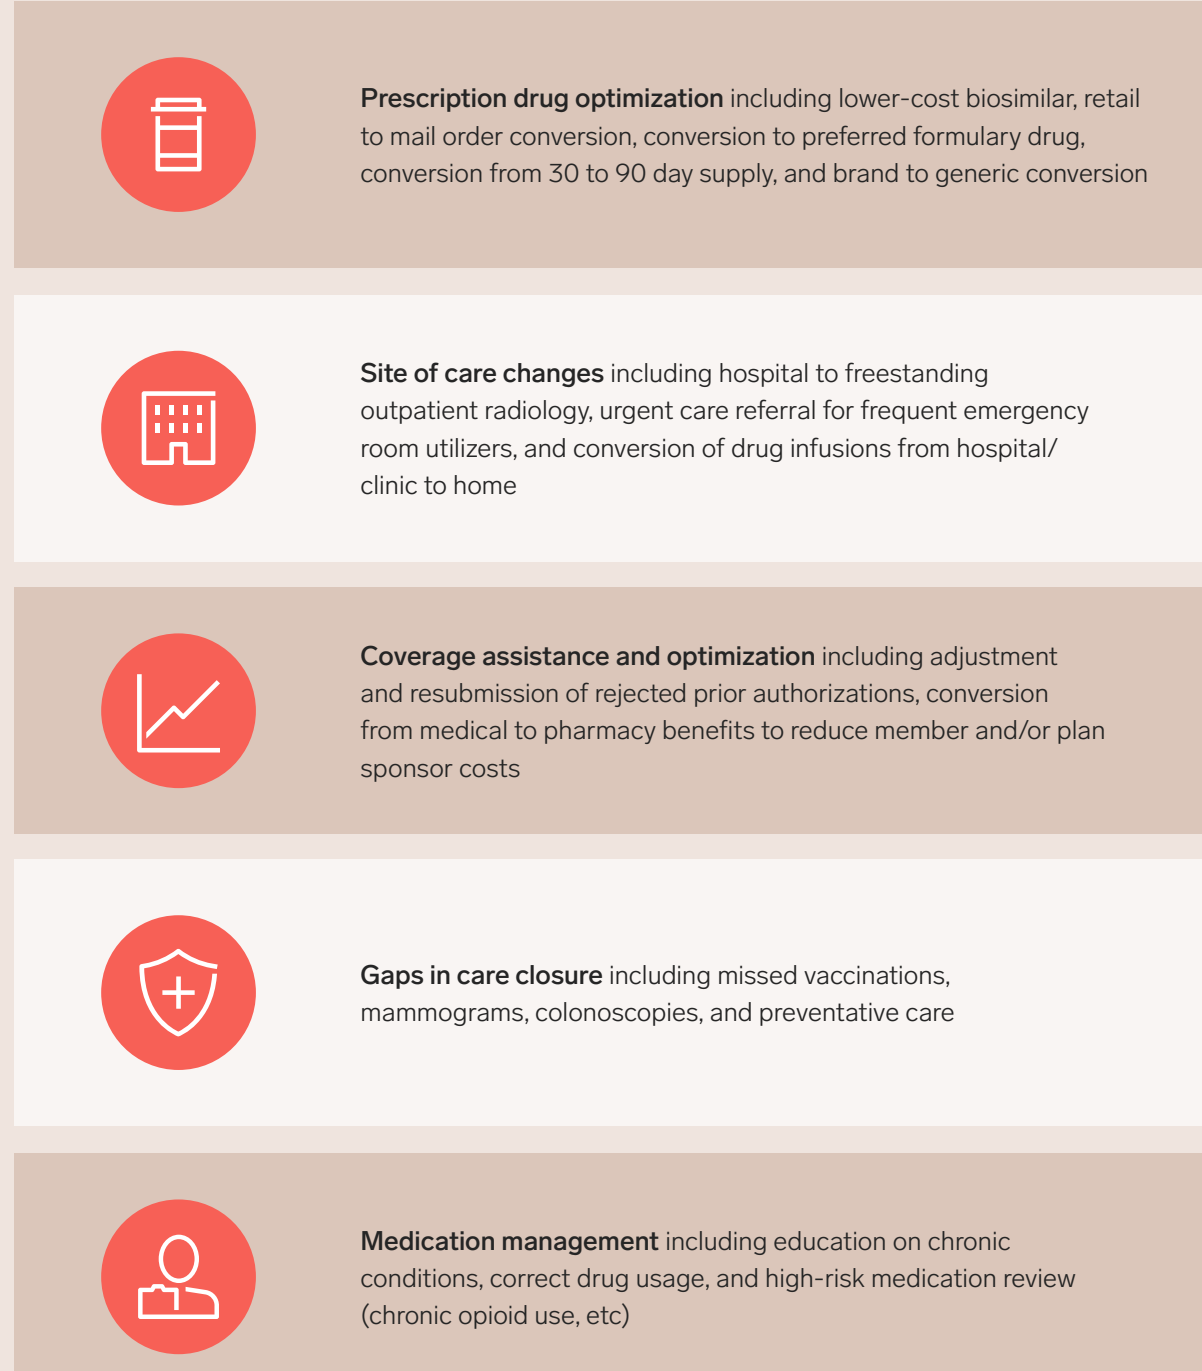 Prescription drug optimization including lower-cost biosimilar, retail
to mail order conversion, conversion to preferred formulary drug,
conversion from 30 to 90 day supply, and brand to generic conversion
Site of care changes including hospital to freestanding
outpatient radiology, urgent care referral for frequent emergency
room utilizers, and conversion of drug infusions from hospital/
clinic to home
Coverage assistance and optimization including adjustment
and resubmission of rejected prior authorizations, conversion
from medical to pharmacy benefits to reduce member and/or plan
sponsor costs
Gaps in care closure including missed vaccinations,
mammograms, colonoscopies, and preventative care
Medication management including education on chronic
conditions, correct drug usage, and high-risk medication review
(chronic opioid use, etc)